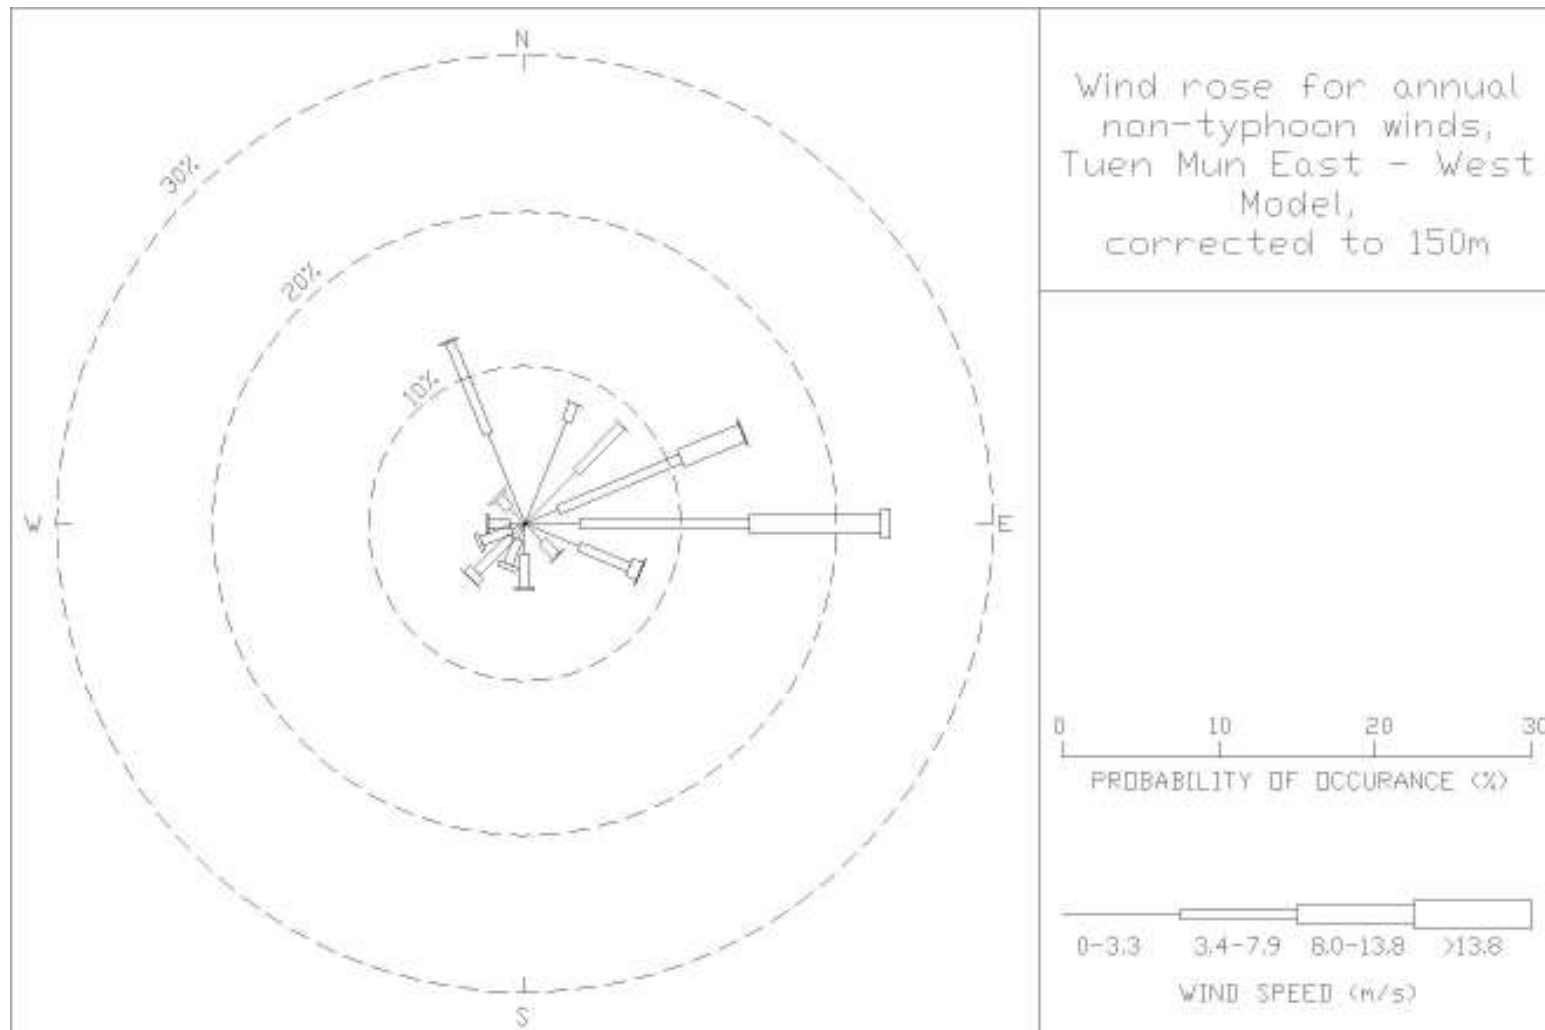 N
30%
20%
10%
W
E
S
Wind rose for annual
non-typhoon winds,
Tuen Mun East - West
Model,
corrected to 150m
0 10 20 30
PROBABILITY OF OCCURANCE (%)
0-3.3 3.4-7.9 8.0-13.8 >13.8
WIND SPEED (m/s)